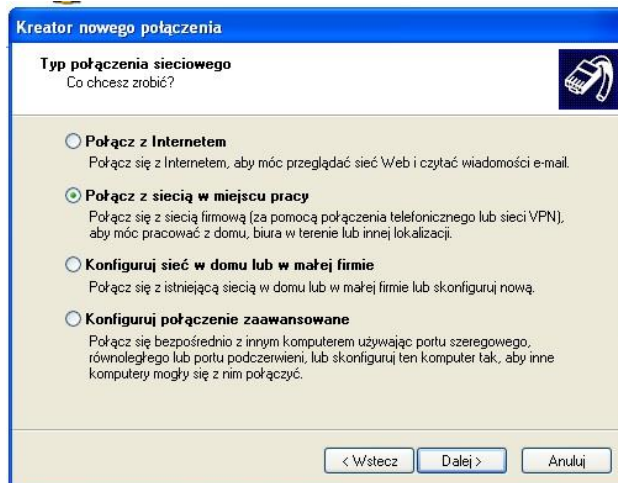 Kreator nowego połączenia
Typ połączenia sieciowego
Co chcesz zrobić?
Połącz z Internetem
Połącz się z Internetem, aby móc przeglądać sieć Web i czytać wiadomości e-mail.
Połącz z siecią w miejscu pracy
Połącz się z siecią firmową (za pomocą połączenia telefonicznego lub sieci VPN),
aby móc pracować z domu, biura w terenie lub innej lokalizacji.
Konfiguruj sieć w domu lub w małej firmie
Połącz się z istniejącą siecią w domu lub w małej firmie lub skonfiguruj nową.
Konfiguruj połączenie zaawansowane
Połącz się bezpośrednio z innym komputerem używając portu szeregowego,
równoległego lub portu podczerwieni, lub skonfiguruj ten komputer tak, aby inne
komputery mogły się z nim połączyć.
< Wstecz Dalej > Anuluj